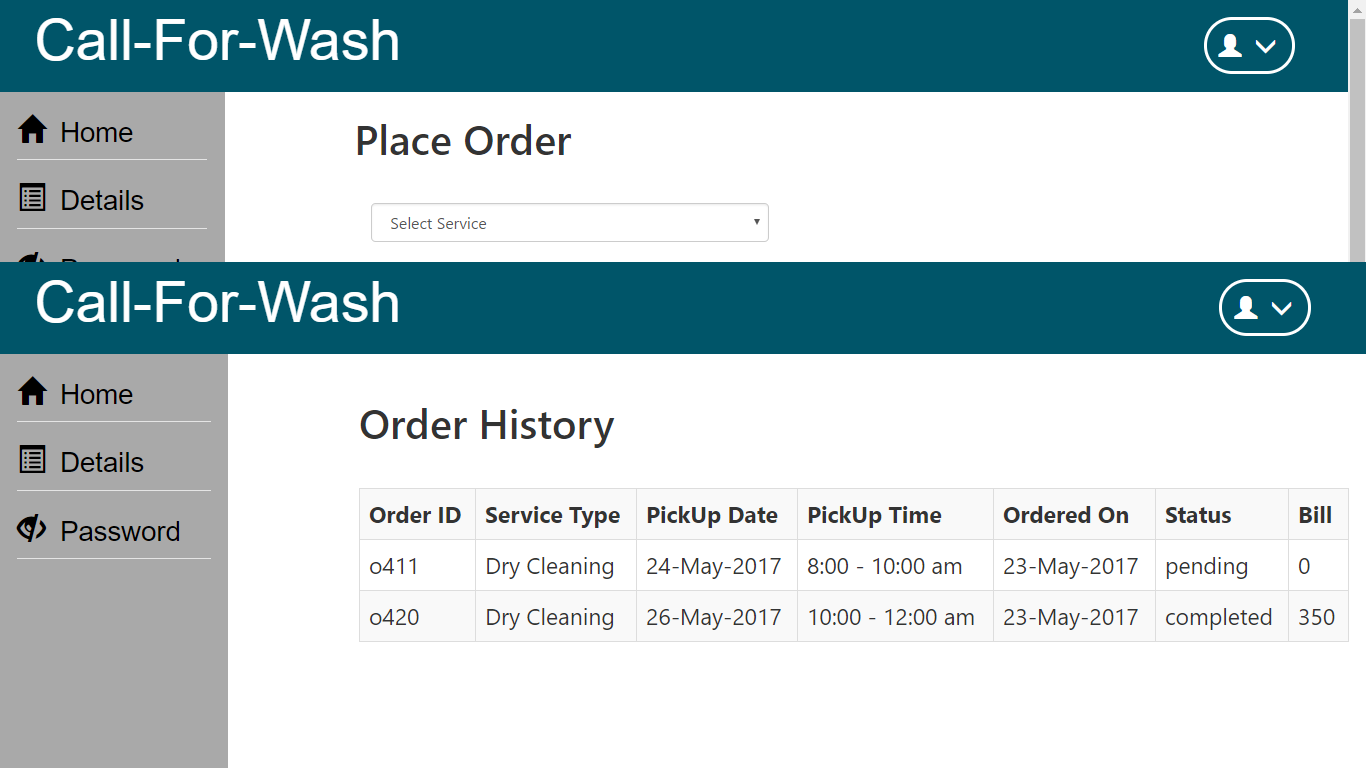 Call-For-Wash
Home
Place Order
Details
Select Service
Call-For-Wash
Home
Details
Password
Order History
Order ID Service Type PickUp Date PickUp Time Ordered On Status Bill
o411 Dry Cleaning 24-May-2017 8:00 - 10:00 am 23-May-2017 pending 0
o420 Dry Cleaning 26-May-2017 10:00 - 12:00 am 23-May-2017 completed 350